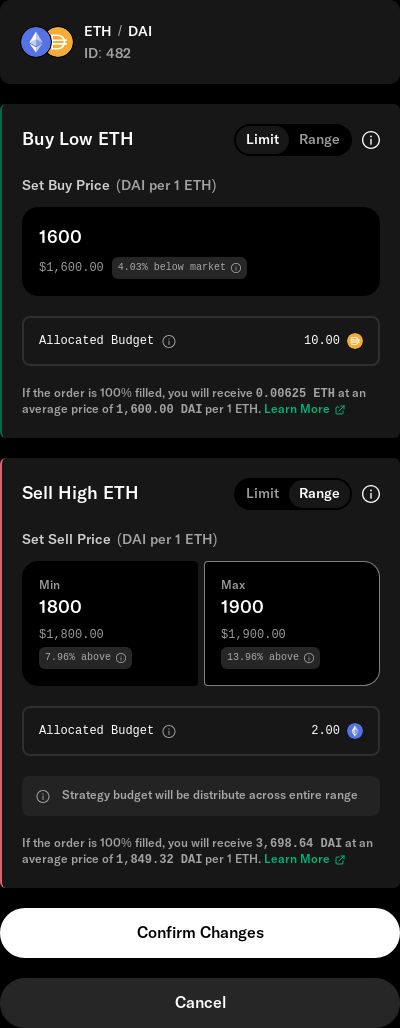 ETH / DAI
ID: 482
Buy Low ETH
Limit Range
Set Buy Price (DAI per 1 ETH)
1600
$1,600.00 4.03% below market
Allocated Budget 10.00
If the order is 100% filled, you will receive 0.00625 ETH at an
average price of 1,600.00 DAI per 1 ETH. Learn More
Sell High ETH
Limit Range
Set Sell Price (DAI per 1 ETH)
Min Max
1800 1900
$1,800.00 $1,900.00
7.96% above 13.96% above
Allocated Budget 2.00
Strategy budget will be distribute across entire range
If the order is 100% filled, you will receive 3,698.64 DAI at an
average price of 1,849.32 DAI per 1 ETH. Learn More
Confirm Changes
Cancel